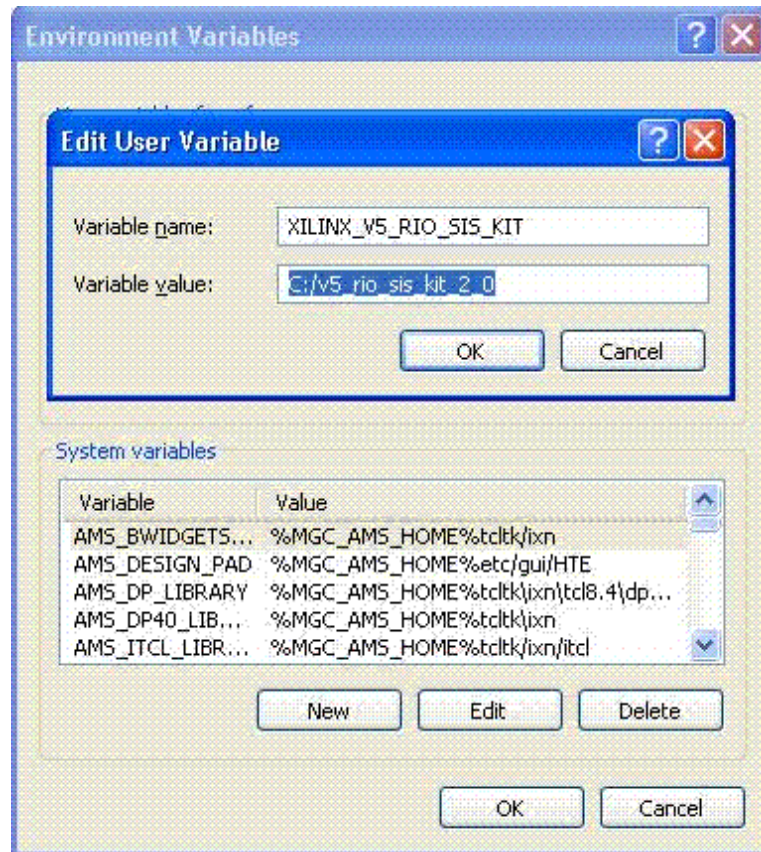 Environment Variables
Edit User Variable
Variable name: XILINX_V5_RIO_SIS_KIT
Variable value: C:/v5_rio_sis_kit_2_0
OK Cancel
System variables
Variable Value
AMS_BWIDGETS... %MGC_AMS_HOME%tcltk/ixn
AMS_DESIGN_PAD %MGC_AMS_HOME%etc/gui/HTE
AMS_DP_LIBRARY %MGC_AMS_HOME%tcltk\ixn\tcl8.4\dp...
AMS_DP40_LIB... %MGC_AMS_HOME%tcltk\ixn
AMS_ITCL_LIBR... %MGC_AMS_HOME%tcltk/ixn/itcl
New Edit Delete
OK Cancel